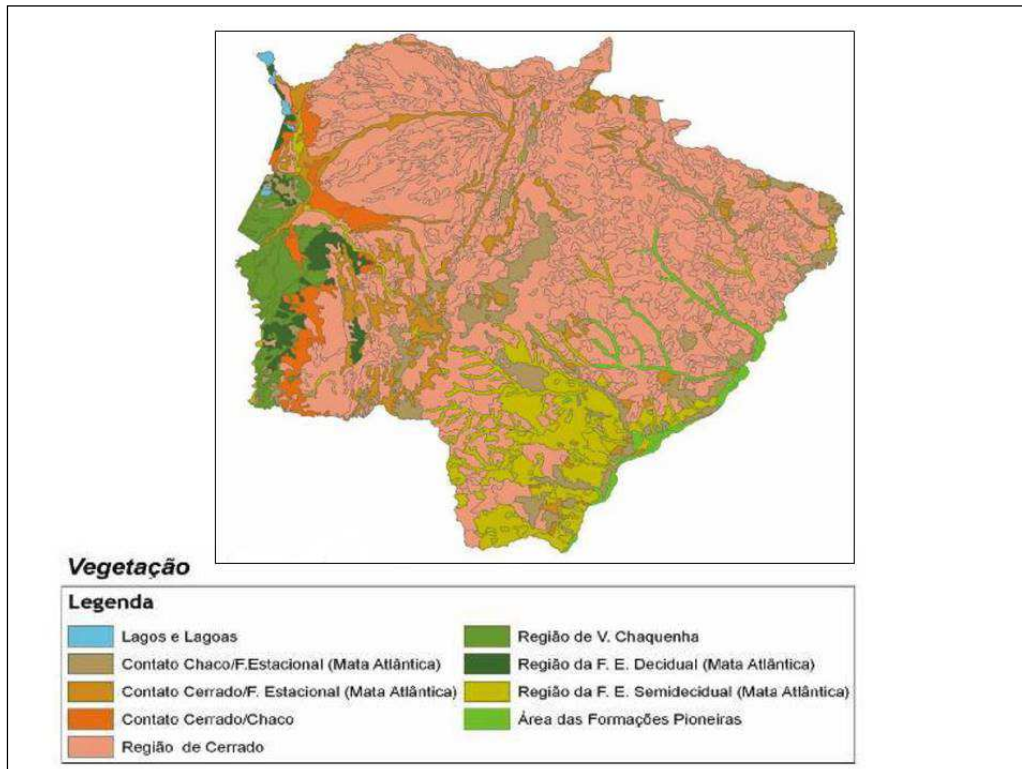 Vegetação
Legenda
Lagos e Lagoas
Contato Chaco/F.Estacional (Mata Atlântica)
Contato Cerrado/F. Estacional (Mata Atlântica)
Contato Cerrado/Chaco
Região de Cerrado
Região de V. Chaquenha
Região da F. E. Decidual (Mata Atlântica)
Região da F. E. Semidecidual (Mata Atlântica)
Área das Formações Pioneiras